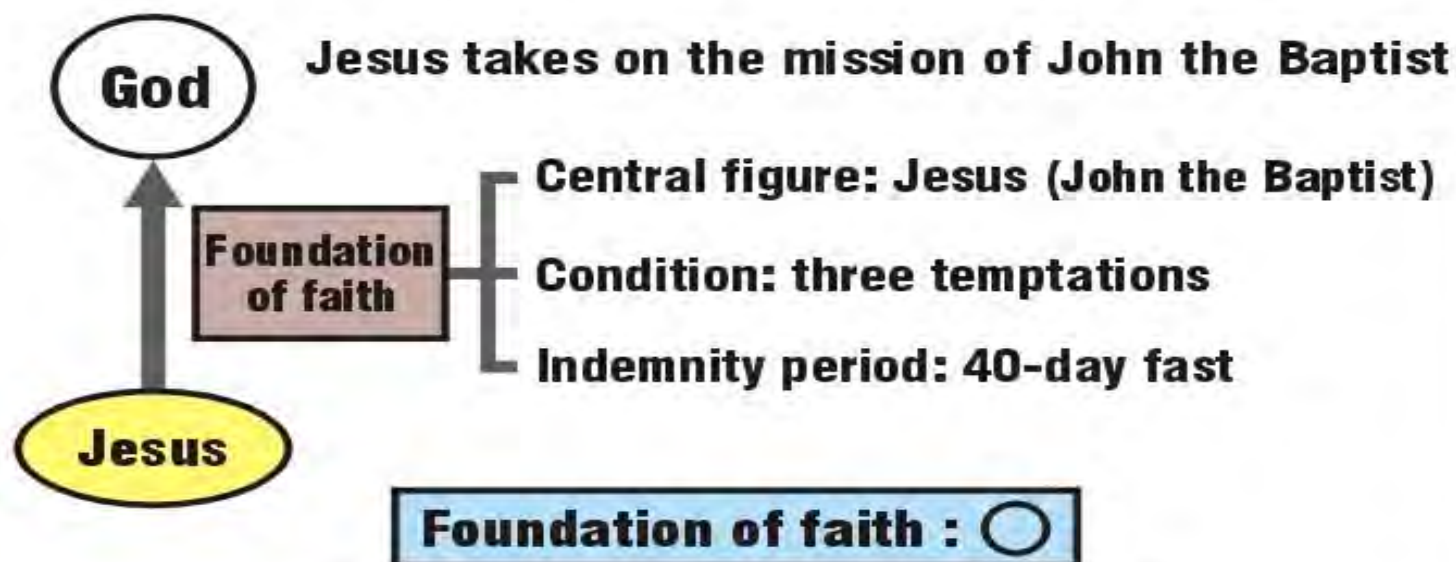 God
Jesus takes on the mission of John the Baptist
Central figure: Jesus (John the Baptist)
Foundation
of faith
Condition: three temptations
Indemnity period: 40-day fast
Jesus
Foundation of faith : ○